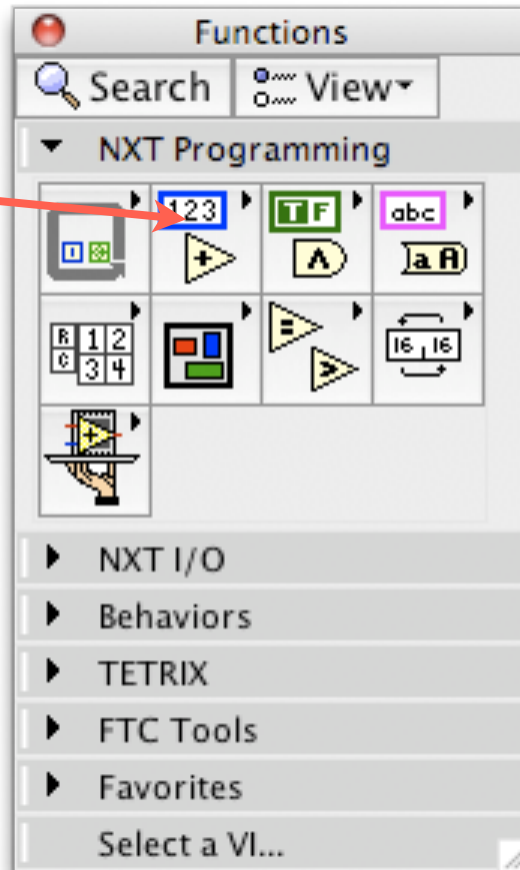 Functions
Search View
NXT Programming
123 TF abc
a A
R 1 2 16 16
C 3 4
NXT I/O
Behaviors
TETRIX
FTC Tools
Favorites
Select a VI...